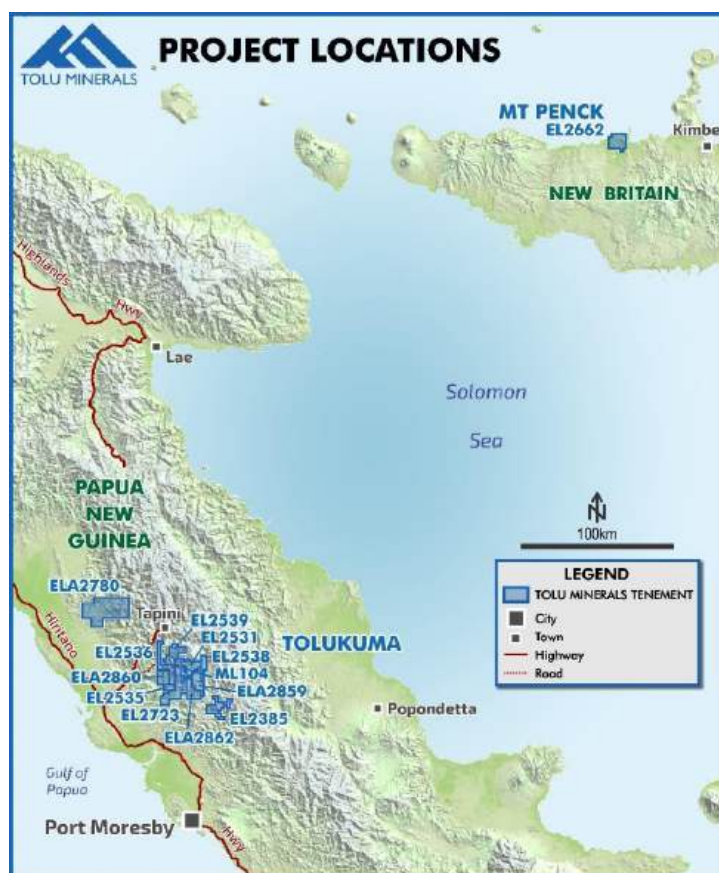 TOLU MINERALS
PROJECT LOCATIONS
MT PENCK
EL2662
Kimbe
NEW BRITAIN
Highlands
Hwy
Lae
Solomon
Sea
PAPUA
NEW
GUINEA
N
100km
LEGEND
TOLU MINERALS TENEMENT
City
Town
Highway
Road
ELA2780
Tapini
Hiritano
EL2539
EL2531
EL2536
EL2538
TOLUKUMA
ELA2860
ML104
EL2535
ELA2859
EL2723
EL2385
ELA2862
Popondetta
Gulf of
Papua
Port Moresby
Hwy